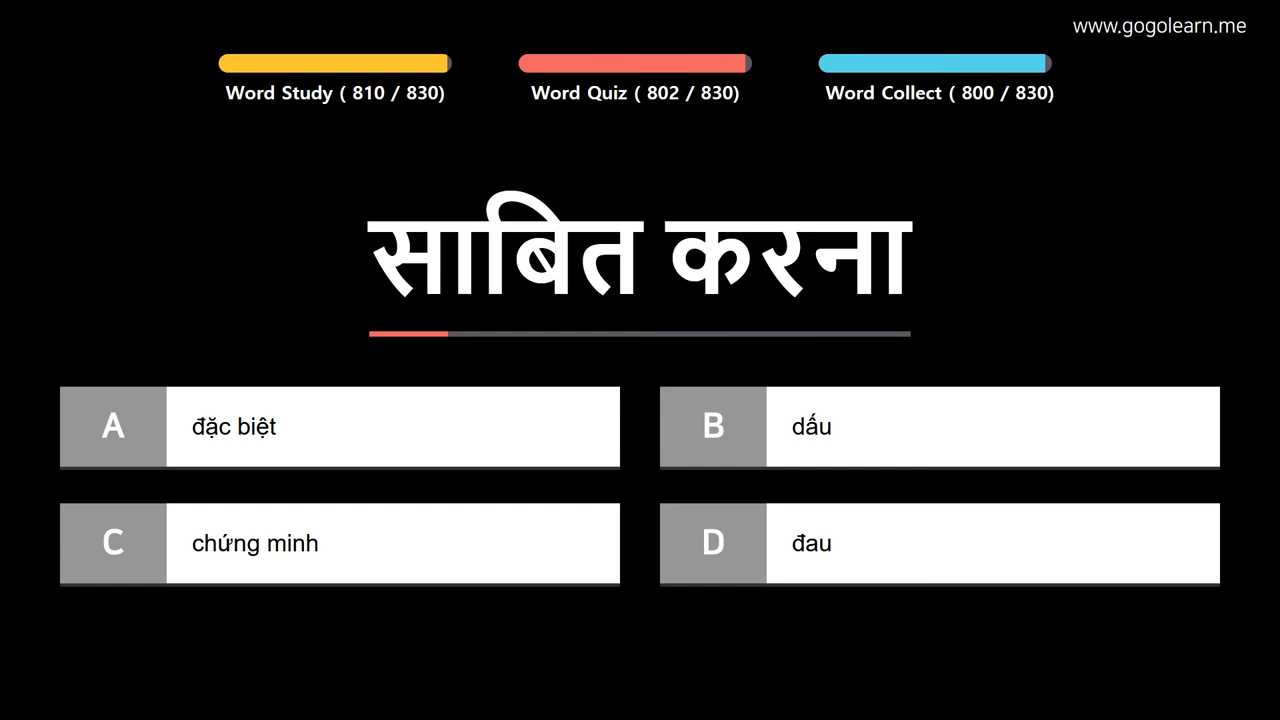 www.gogolearn.me
Word Study ( 810 / 830)
Word Quiz ( 802 / 830)
Word Collect ( 800 / 830)
साबित करना
A
đặc biệt
B
dấu
C
chứng minh
D
đau